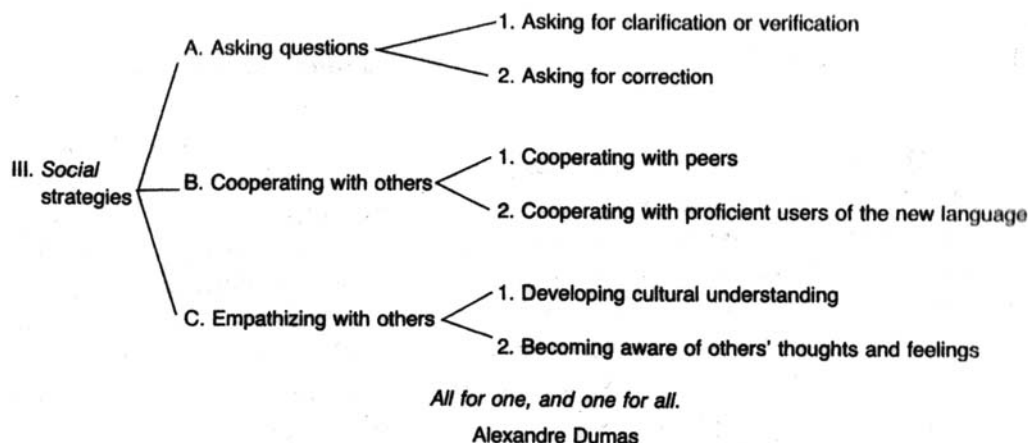 1. Asking for clarification or verification
A. Asking questions
2. Asking for correction
III. Social
strategies
1. Cooperating with peers
B. Cooperating with others
2. Cooperating with proficient users of the new language
1. Developing cultural understanding
C. Empathizing with others
2. Becoming aware of others' thoughts and feelings
All for one, and one for all.
Alexandre Dumas